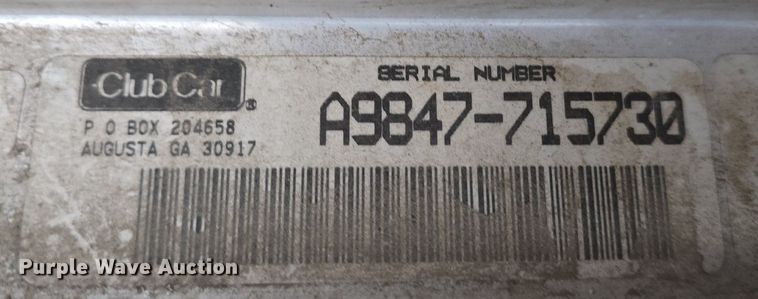 Club Car
®
SERIAL NUMBER
A9847-715730
P O BOX 204658
AUGUSTA GA 30917
Purple Wave Auction